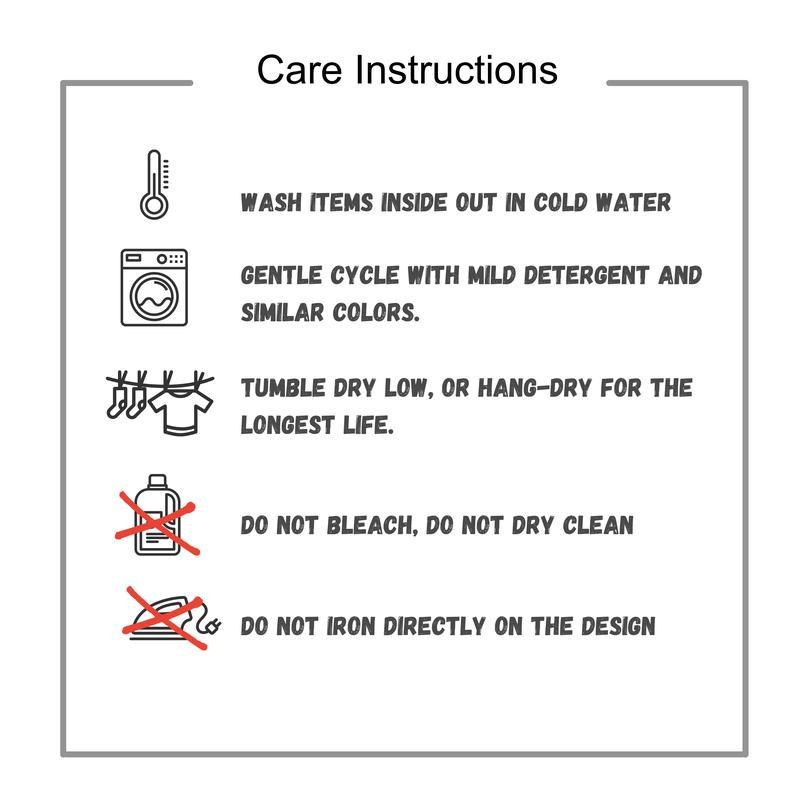 Care Instructions
WASH ITEMS INSIDE OUT IN COLD WATER
GENTLE CYCLE WITH MILD DETERGENT AND
SIMILAR COLORS.
TUMBLE DRY LOW, OR HANG-DRY FOR THE
LONGEST LIFE.
DO NOT BLEACH, DO NOT DRY CLEAN
DO NOT IRON DIRECTLY ON THE DESIGN